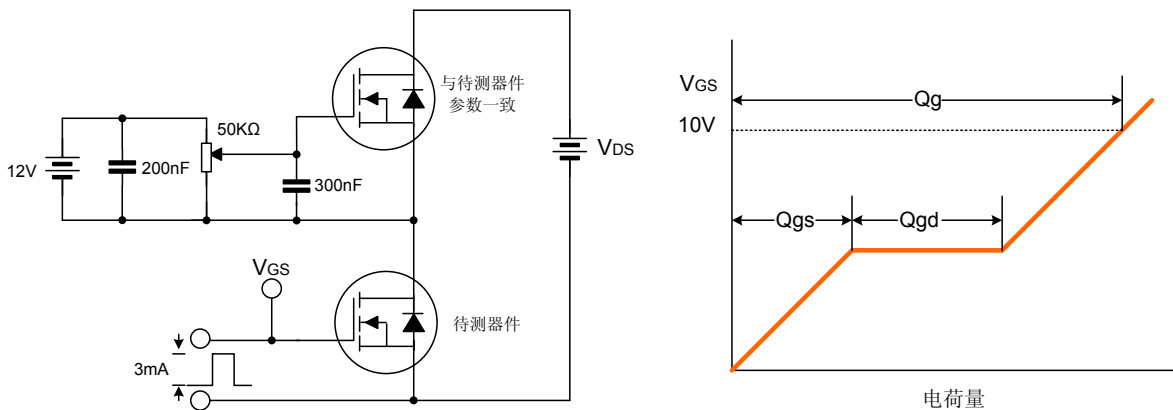 与待测器件
参数一致
50KΩ
12V
200nF
300nF
VDS
VGS
待测器件
3mA
VGS
10V
Qg
Qgs
Qgd
电荷量